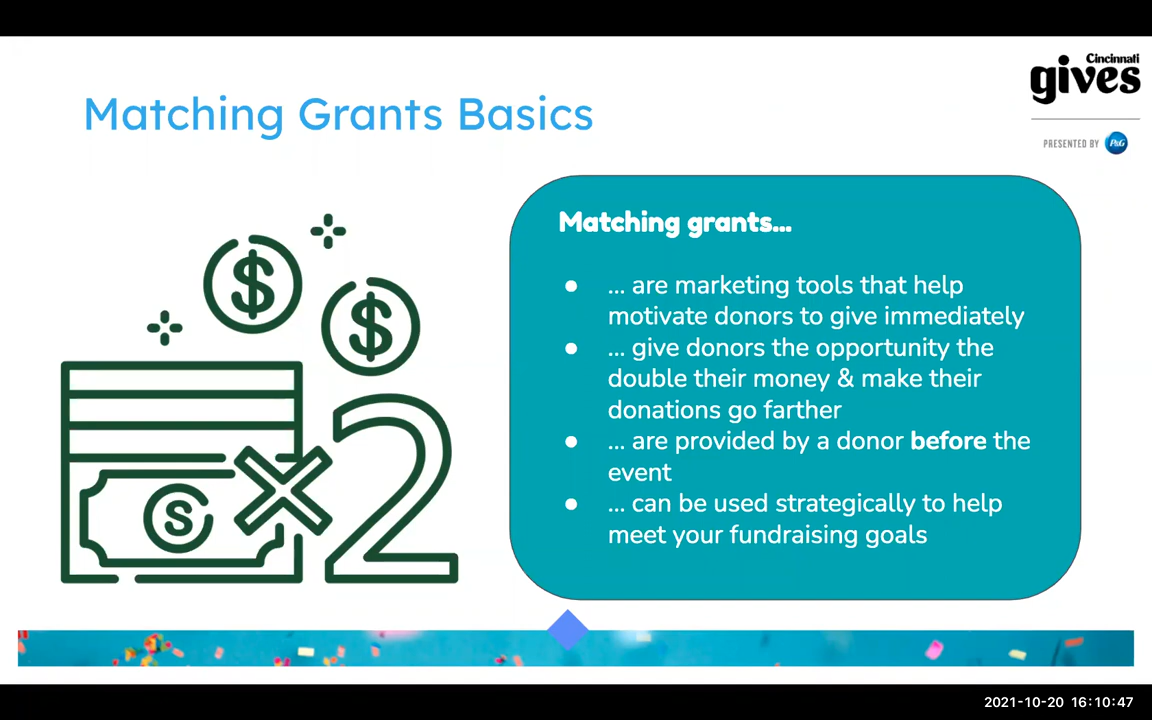 Cincinnati
gives
PRESENTED BY P&G
Matching Grants Basics
Matching grants...
● ... are marketing tools that help
motivate donors to give immediately
● ... give donors the opportunity the
double their money & make their
donations go farther
● ... are provided by a donor before the
event
● ... can be used strategically to help
meet your fundraising goals
$
$
S
×2
2021-10-20 16:10:47